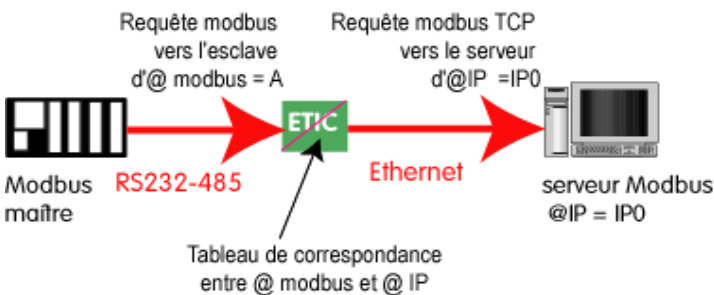 Requête modbus
vers l'esclave
d'@ modbus = A
Requête modbus TCP
vers le serveur
d'@IP =IP0
ETIC
RS232-485
Ethernet
Modbus
maître
serveur Modbus
@IP = IP0
Tableau de correspondance
entre @ modbus et @ IP